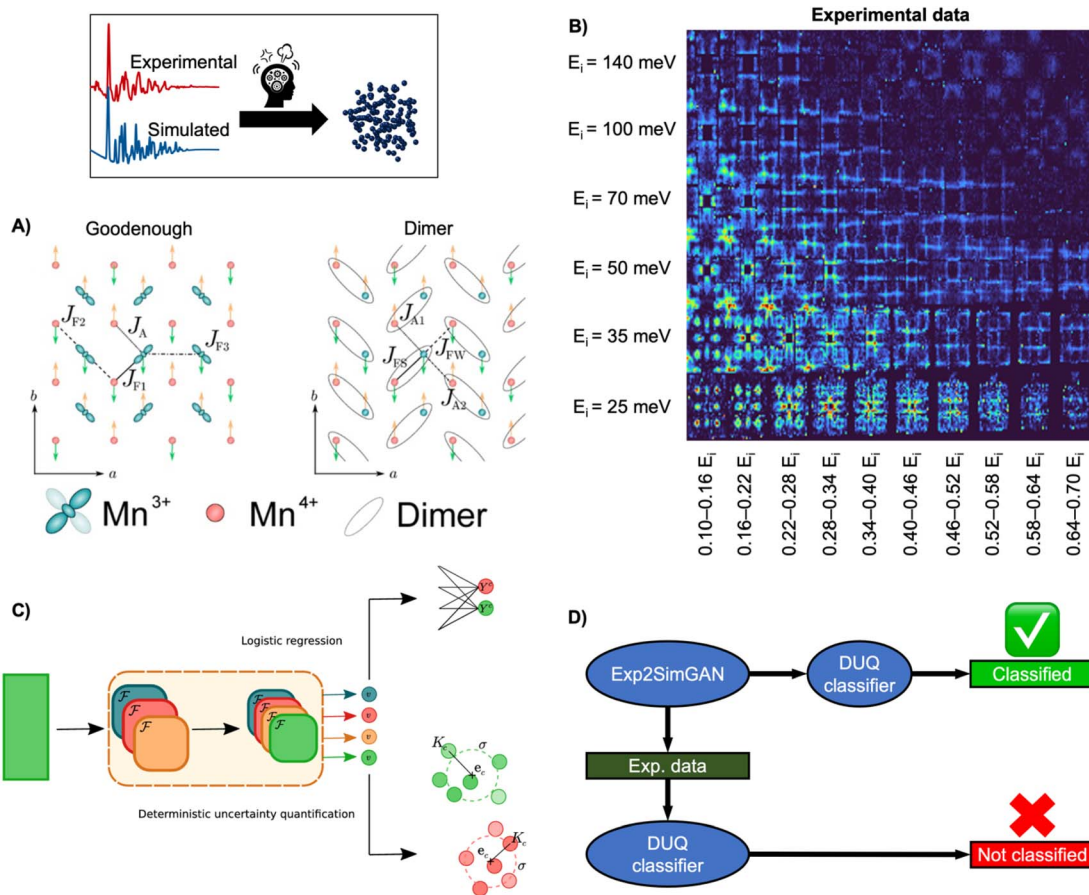 Experimental
Simulated
A)
Goodenough
Dimer
J_F2
J_A
J_F3
J_F1
b
a
J_A1
J_FS
J_FW
J_A2
b
a
Mn³⁺
Mn⁴⁺
Dimer
B)
Experimental data
E_i = 140 meV
E_i = 100 meV
E_i = 70 meV
E_i = 50 meV
E_i = 35 meV
E_i = 25 meV
0.10–0.16 E_i
0.16–0.22 E_i
0.22–0.28 E_i
0.28–0.34 E_i
0.34–0.40 E_i
0.40–0.46 E_i
0.46–0.52 E_i
0.52–0.58 E_i
0.58–0.64 E_i
0.64–0.70 E_i
C)
Logistic regression
ℱ
ℱ
ℱ
ℱ
v
v
v
v
K_c
σ
e_c
Deterministic uncertainty quantification
K_c
e_c
σ
D)
Exp2SimGAN
DUQ
classifier
Classified
Exp. data
DUQ
classifier
Not classified